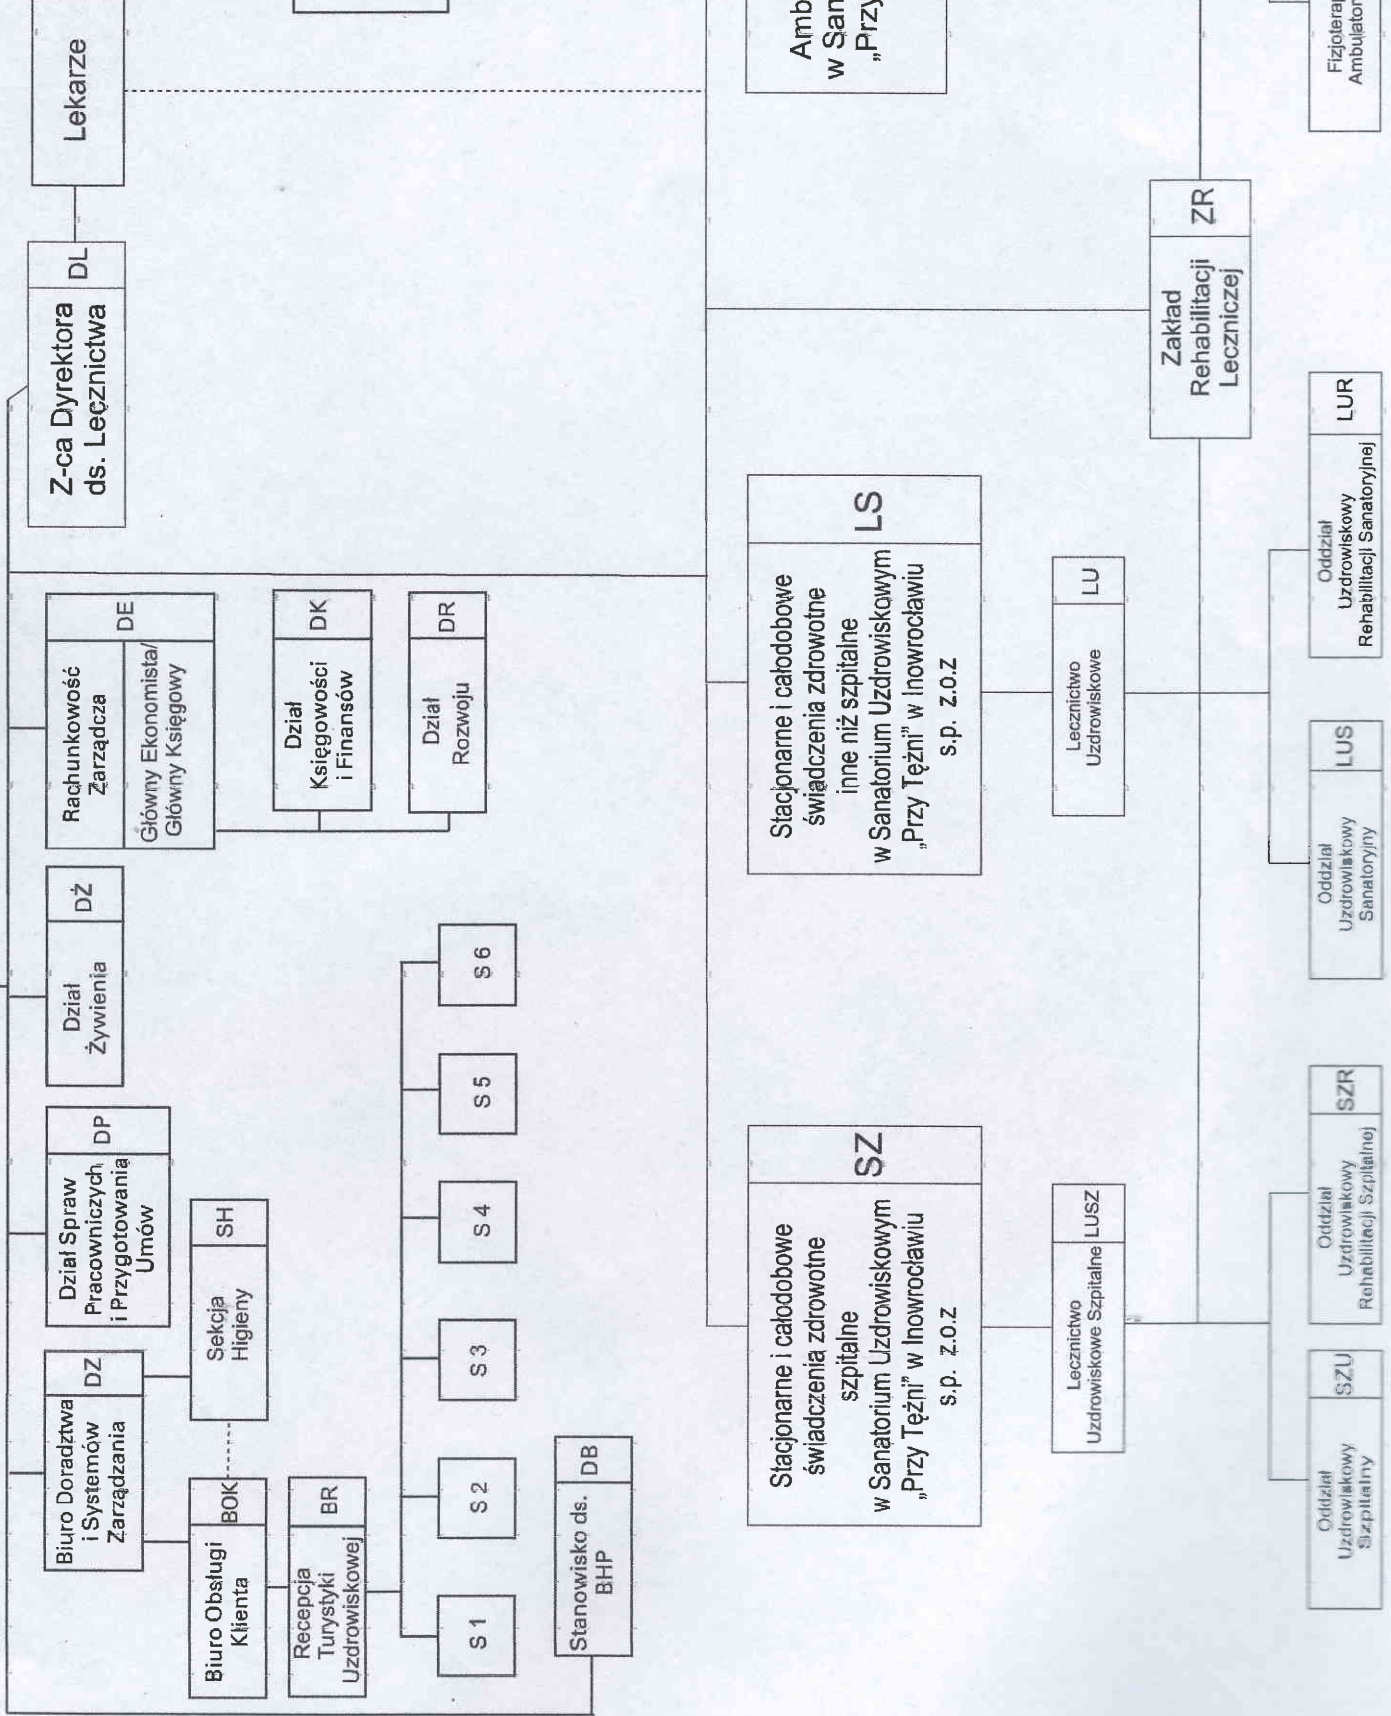 Biuro Doradztwa
i Systemów
Zarządzania
DZ
Dział Spraw
Pracowniczych
i Przygotowania
Umów
DP
Dział
Żywienia
DŻ
Rachunkowość
Zarządcza
Główny Ekonomista/
Główny Księgowy
DE
Z-ca Dyrektora
ds. Lecznictwa
DL
Lekarze
Biuro Obsługi
Klienta
BOK
Sekcja
Higieny
SH
Dział
Księgowości
i Finansów
DK
Recepcja
Turystyki
Uzdrowiskowej
BR
Dział
Rozwoju
DR
S 1
S 2
S 3
S 4
S 5
S 6
Stanowisko ds.
BHP
DB
Stacjonarne i całodobowe
świadczenia zdrowotne
szpitalne
w Sanatorium Uzdrowiskowym
„Przy Tężni” w Inowrocławiu
s.p. z.o.z
SZ
Stacjonarne i całodobowe
świadczenia zdrowotne
inne niż szpitalne
w Sanatorium Uzdrowiskowym
„Przy Tężni” w Inowrocławiu
s.p. z.o.z
LS
Amb
w San
„Przy
Lecznictwo
Uzdrowiskowe Szpitalne
LUSZ
Lecznictwo
Uzdrowiskowe
LU
Zakład
Rehabilitacji
Leczniczej
ZR
Oddział
Uzdrowiskowy
Szpitalny
SZU
Oddział
Uzdrowiskowy
Rehabilitacji Szpitalnej
SZR
Oddział
Uzdrowiskowy
Sanatoryjny
LUS
Oddział
Uzdrowiskowy
Rehabilitacji Sanatoryjnej
LUR
Fizjoterap
Ambulator